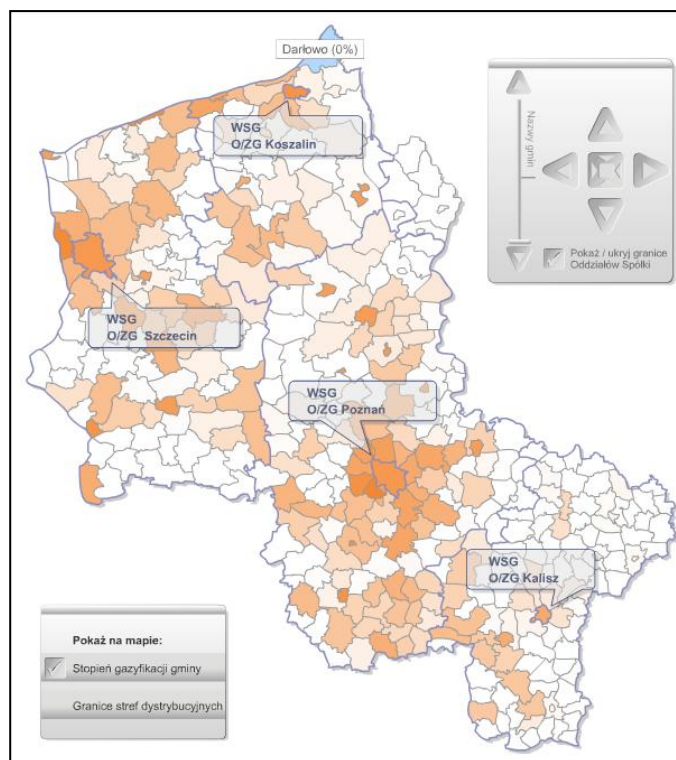 Darłowo (0%)
WSG
O/ZG Koszalin
Nazwy gmin
Pokaż / ukryj granice
Oddziałów Spółki
WSG
O/ZG Szczecin
WSG
O/ZG Poznań
WSG
O/ZG Kalisz
Pokaż na mapie:
Stopień gazyfikacji gminy
Granice stref dystrybucyjnych